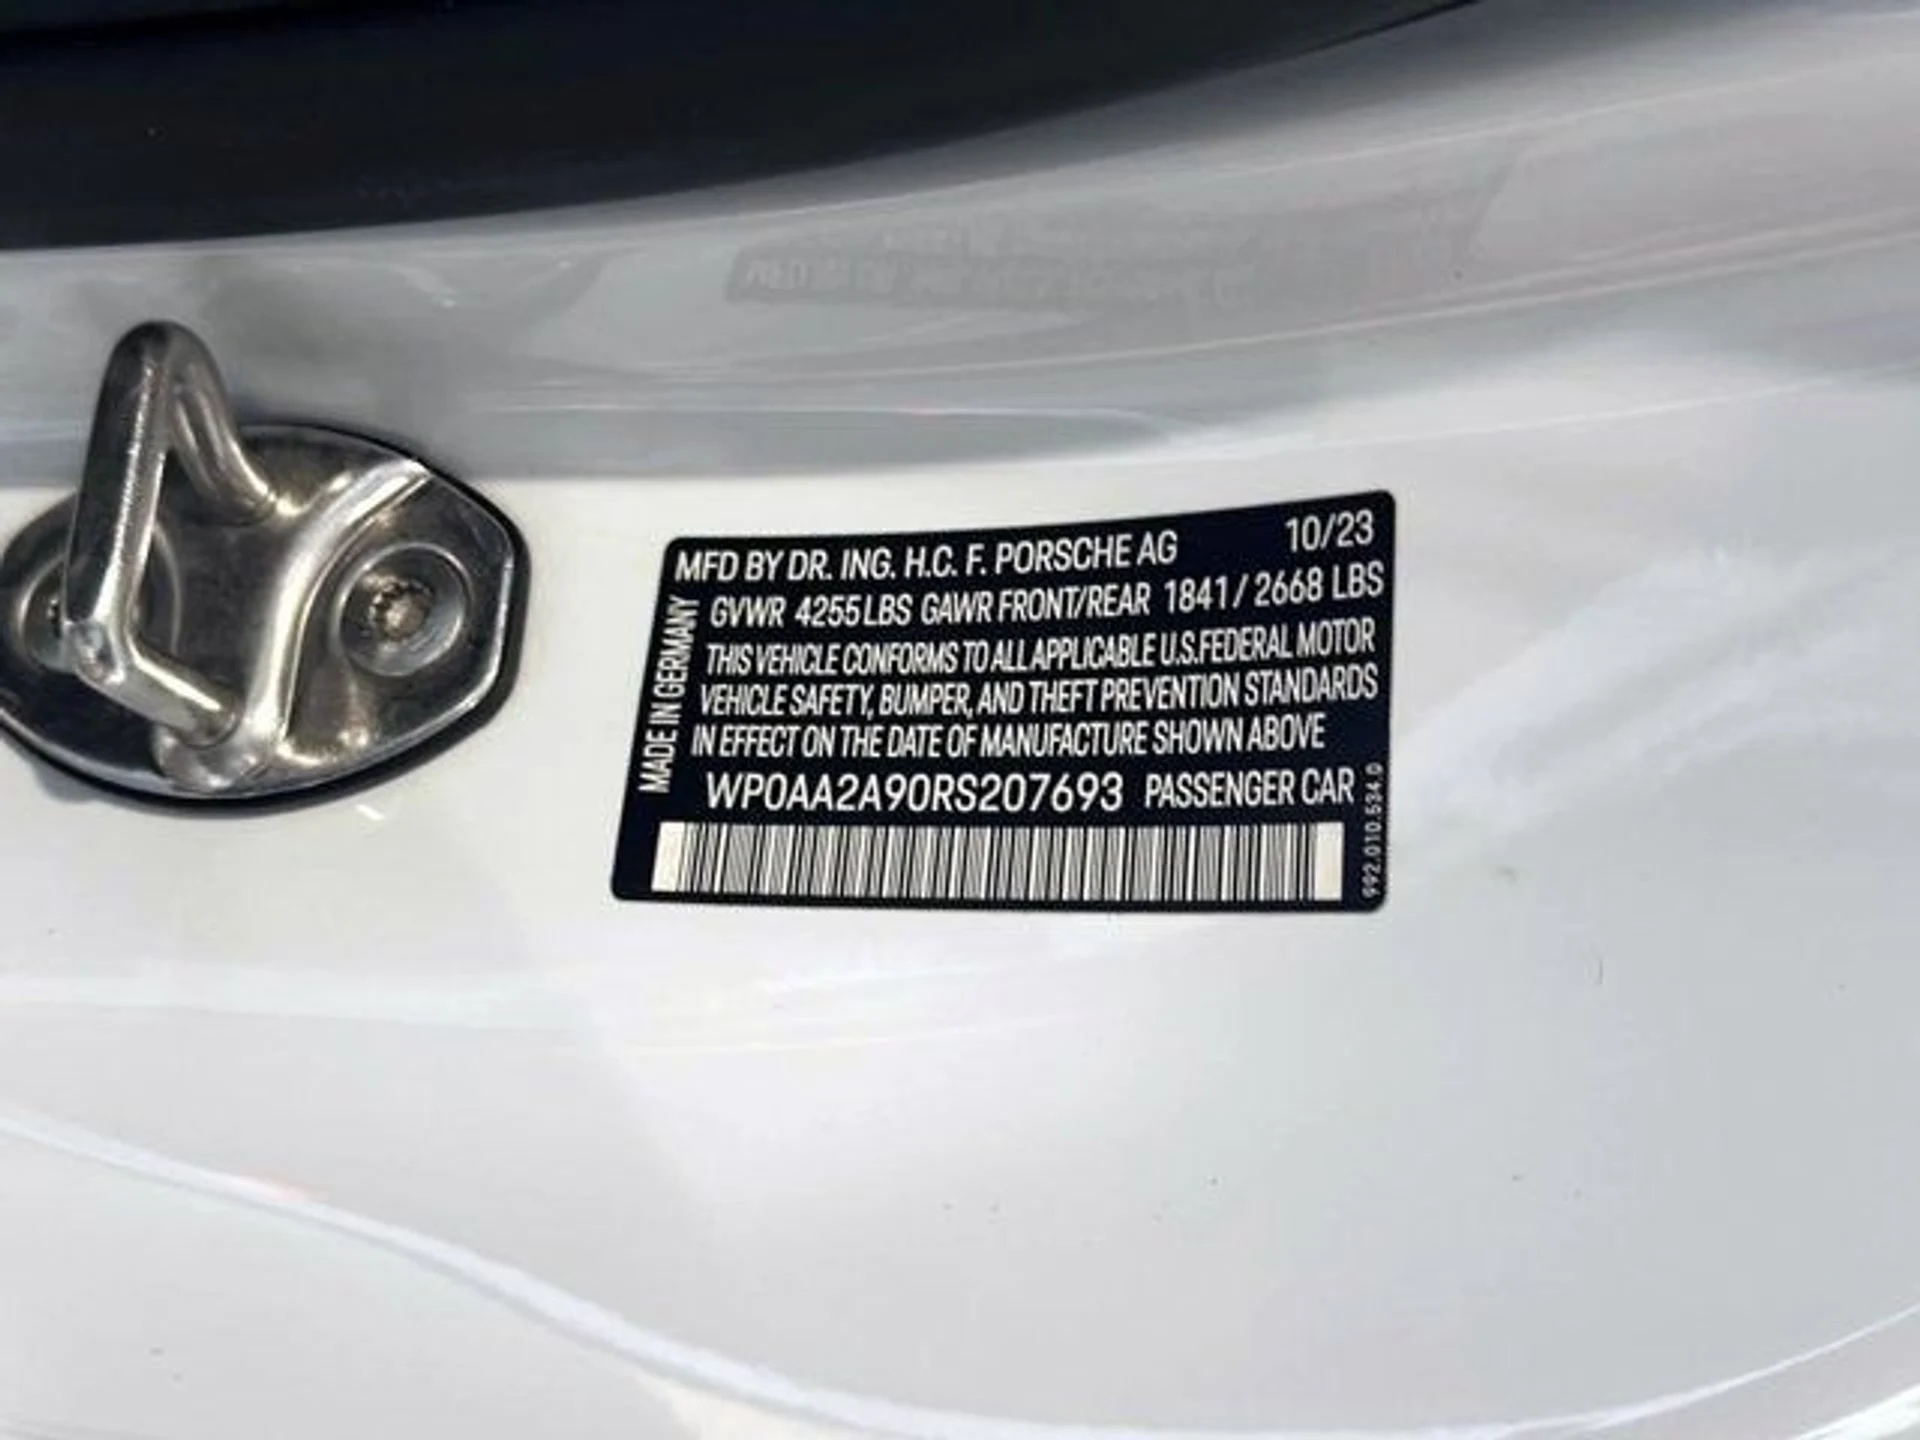 MFD BY DR. ING. H.C. F. PORSCHE AG 10/23
GVWR 4255 LBS GAWR FRONT/REAR 1841 / 2668 LBS
THIS VEHICLE CONFORMS TO ALL APPLICABLE U.S. FEDERAL MOTOR
VEHICLE SAFETY, BUMPER, AND THEFT PREVENTION STANDARDS
IN EFFECT ON THE DATE OF MANUFACTURE SHOWN ABOVE
WP0AA2A90RS207693 PASSENGER CAR
MADE IN GERMANY
992.010.534.0